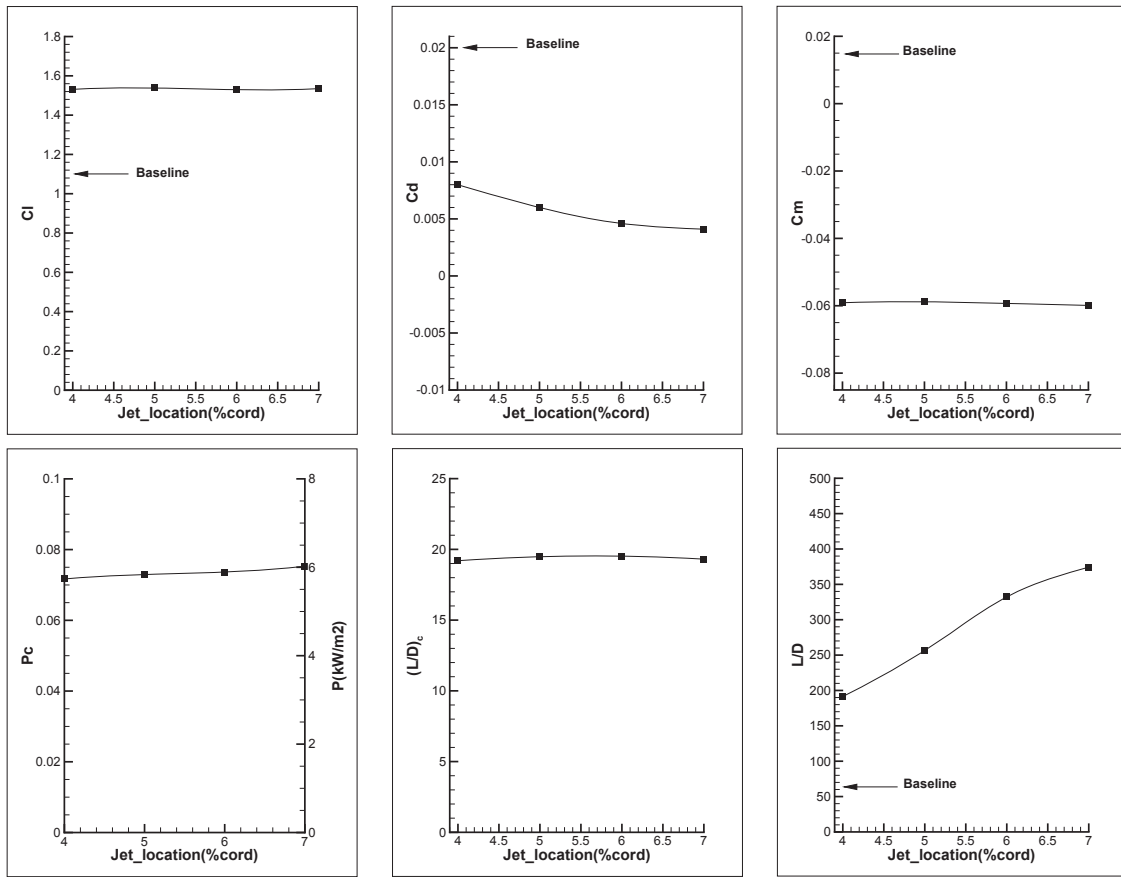 1.8
1.6
1.4
1.2
1
0.8
0.6
0.4
0.2
0
Cl
Baseline
4 4.5 5 5.5 6 6.5 7
Jet_location(%cord)
0.02
0.015
0.01
0.005
0
-0.005
-0.01
Cd
Baseline
4 4.5 5 5.5 6 6.5 7
Jet_location(%cord)
0.02
0
-0.02
-0.04
-0.06
-0.08
Cm
Baseline
4 4.5 5 5.5 6 6.5 7
Jet_location(%cord)
0.1
0.08
0.06
0.04
0.02
0
Pc
8
6
4
2
0
P(kW/m2)
4 5 6 7
Jet_location(%cord)
25
20
15
10
5
0
(L/D)c
4 4.5 5 5.5 6 6.5 7
Jet_location(%cord)
500
450
400
350
300
250
200
150
100
50
0
L/D
Baseline
4 4.5 5 5.5 6 6.5 7
Jet_location(%cord)